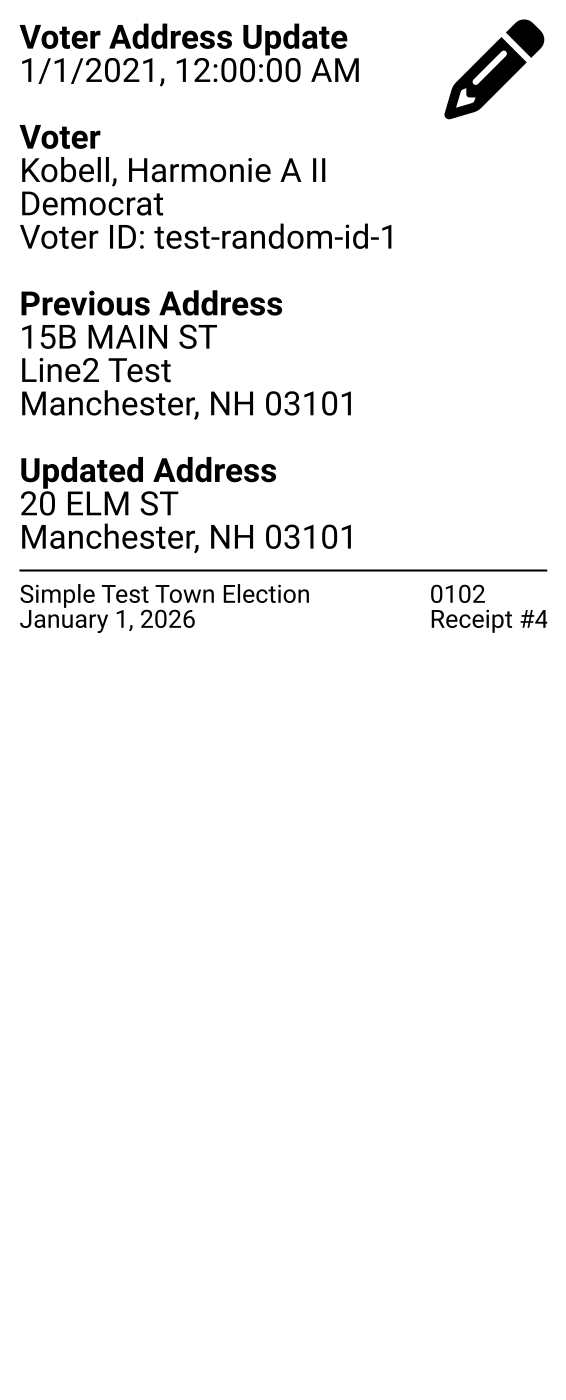 Voter Address Update
1/1/2021, 12:00:00 AM
Voter
Kobell, Harmonie A II
Democrat
Voter ID: test-random-id-1
Previous Address
15B MAIN ST
Line2 Test
Manchester, NH 03101
Updated Address
20 ELM ST
Manchester, NH 03101
Simple Test Town Election 0102
January 1, 2026 Receipt #4